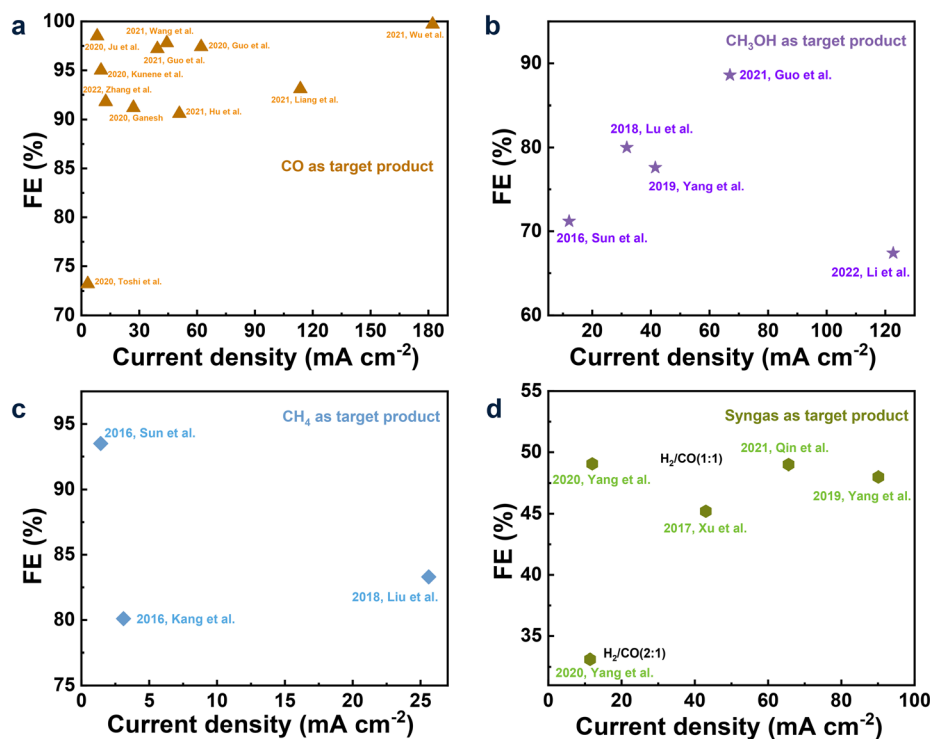 a
100
95
90
85
80
75
70
FE (%)
0 30 60 90 120 150 180
Current density (mA cm⁻²)
2021, Wang et al.
2020, Ju et al.
2020, Guo et al.
2021, Guo et al.
2021, Wu et al.
2020, Kunene et al.
2022, Zhang et al.
2021, Liang et al.
2020, Ganesh
2021, Hu et al.
CO as target product
2020, Toshi et al.
b
90
80
70
60
FE (%)
20 40 60 80 100 120
Current density (mA cm⁻²)
CH₃OH as target product
2021, Guo et al.
2018, Lu et al.
2019, Yang et al.
2016, Sun et al.
2022, Li et al.
c
95
90
85
80
75
FE (%)
0 5 10 15 20 25
Current density (mA cm⁻²)
CH₄ as target product
2016, Sun et al.
2018, Liu et al.
2016, Kang et al.
d
55
50
45
40
35
FE (%)
0 20 40 60 80 100
Current density (mA cm⁻²)
Syngas as target product
2021, Qin et al.
H₂/CO(1:1)
2020, Yang et al.
2019, Yang et al.
2017, Xu et al.
H₂/CO(2:1)
2020, Yang et al.